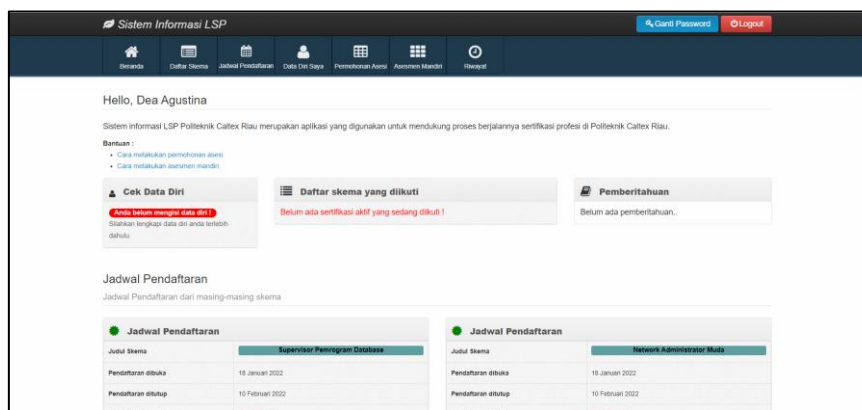 Sistem Informasi LSP
Ganti Password
Logout
Beranda
Daftar Skema
Jadwal Pendaftaran
Data Diri Saya
Permohonan Asesi
Asesmen Mandiri
Riwayat
Hello, Dea Agustina
Sistem informasi LSP Politeknik Caltex Riau merupakan aplikasi yang digunakan untuk mendukung proses berjalannya sertifikasi profesi di Politeknik Caltex Riau.
Bantuan :
Cara melakukan permohonan asesi.
Cara melakukan asesmen mandiri.
Cek Data Diri
Anda belum mengisi data diri !
Silahkan lengkapi data diri anda terlebih
dahulu.
Daftar skema yang diikuti
Belum ada sertifikasi aktif yang sedang diikuti !
Pemberitahuan
Belum ada pemberitahuan..
Jadwal Pendaftaran
Jadwal Pendaftaran dari masing-masing skema
Jadwal Pendaftaran
Judul Skema
Supervisor Pemrogram Database
Pendaftaran dibuka
18 Januari 2022
Pendaftaran ditutup
10 Februari 2022
Jadwal Pendaftaran
Judul Skema
Network Administrator Muda
Pendaftaran dibuka
18 Januari 2022
Pendaftaran ditutup
10 Februari 2022